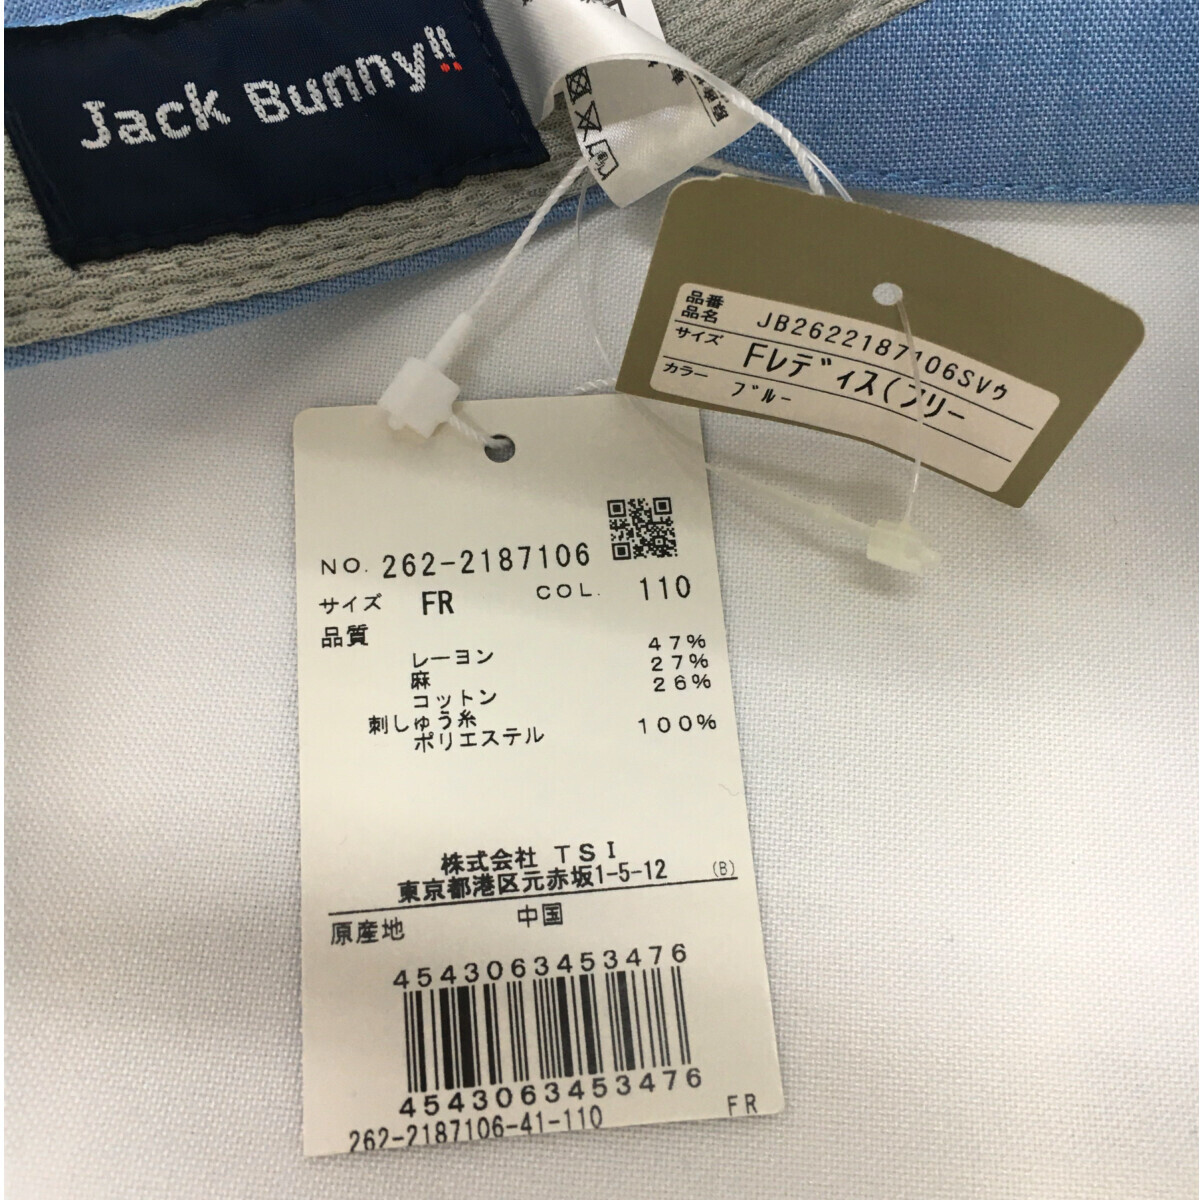 Jack Bunny!!
品番
品名 JB2622187106SVゥ
サイズ Fレディス(フリー
カラー ブルー
NO. 262-2187106
サイズ FR COL. 110
品質
レーヨン 47%
麻 27%
コットン 26%
刺しゅう糸
ポリエステル 100%
株式会社 TSI
東京都港区元赤坂1-5-12 (B)
原産地 中国
4543063453476
4543063453476
262-2187106-41-110 FR